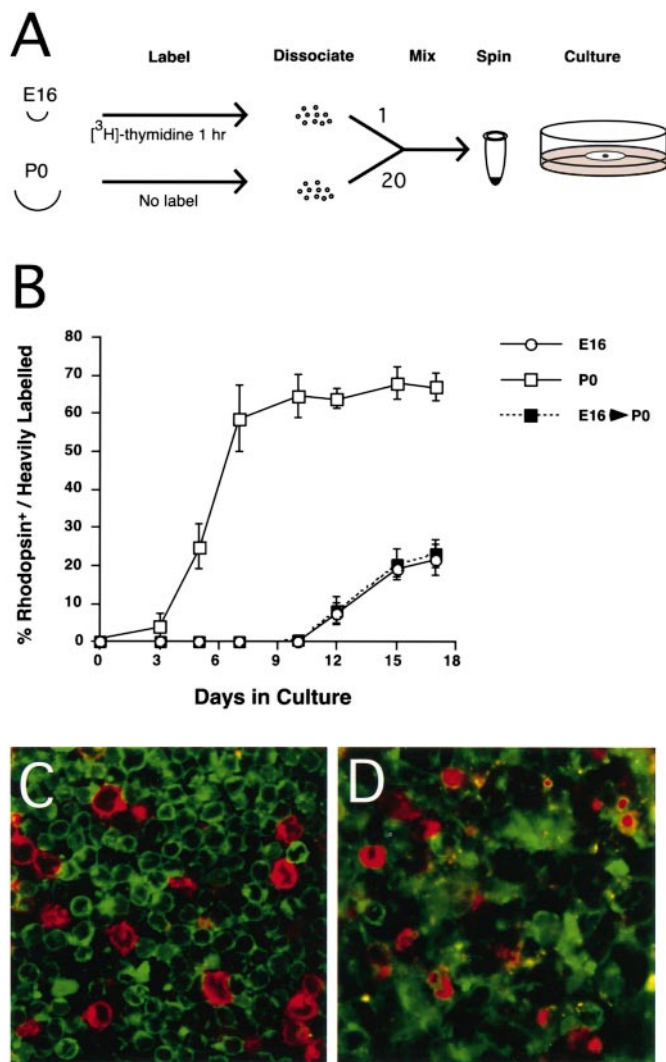 A
Label Dissociate Mix Spin Culture
E16
[³H]-thymidine 1 hr
1
P0
No label
20
B
% Rhodopsin+ / Heavily Labelled
80
70
60
50
40
30
20
10
0
0 3 6 9 12 15 18
Days in Culture
E16
P0
E16 ► P0
C
D